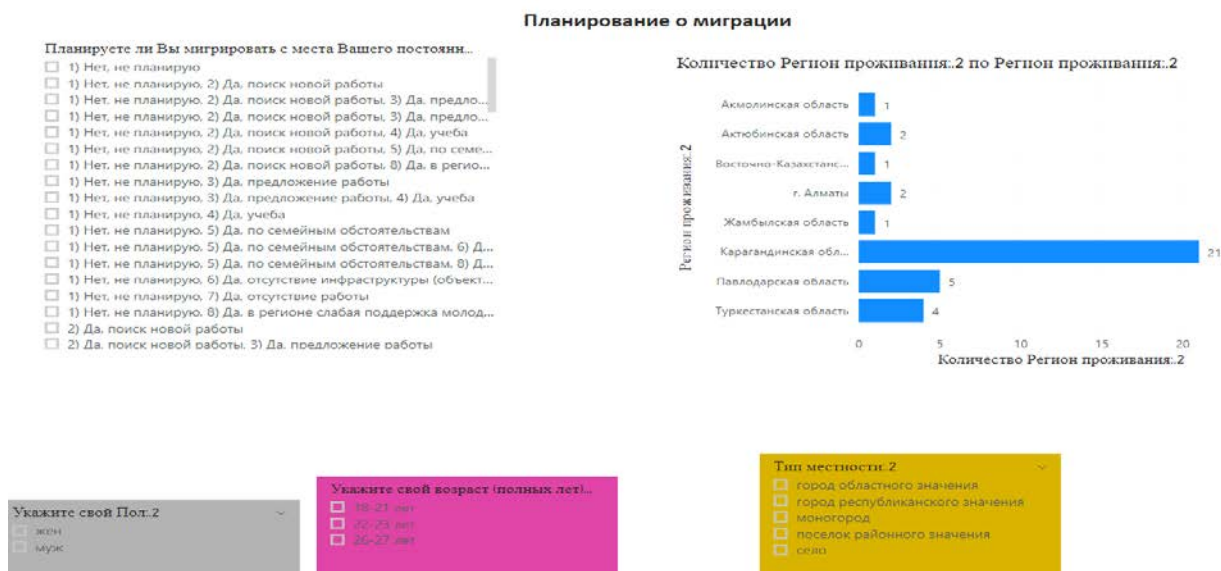 Планирование о миграции
Планируете ли Вы мигрировать с места Вашего постоянн...
1) Нет, не планирую
1) Нет, не планирую, 2) Да, поиск новой работы
1) Нет, не планирую, 2) Да, поиск новой работы, 3) Да, предло...
1) Нет, не планирую, 2) Да, поиск новой работы, 3) Да, предло...
1) Нет, не планирую, 2) Да, поиск новой работы, 4) Да, учеба
1) Нет, не планирую, 2) Да, поиск новой работы, 5) Да, по семе...
1) Нет, не планирую, 2) Да, поиск новой работы, 8) Да, в регио...
1) Нет, не планирую, 3) Да, предложение работы
1) Нет, не планирую, 3) Да, предложение работы, 4) Да, учеба
1) Нет, не планирую, 4) Да, учеба
1) Нет, не планирую, 5) Да, по семейным обстоятельствам
1) Нет, не планирую, 5) Да, по семейным обстоятельствам, 6) Д...
1) Нет, не планирую, 5) Да, по семейным обстоятельствам, 8) Д...
1) Нет, не планирую, 6) Да, отсутствие инфраструктуры (объект...
1) Нет, не планирую, 7) Да, отсутствие работы
1) Нет, не планирую, 8) Да, в регионе слабая поддержка молод...
2) Да, поиск новой работы
2) Да, поиск новой работы, 3) Да, предложение работы
Количество Регион проживания:.2 по Регион проживания:.2
Регион проживания:.2
Акмолинская область 1
Актюбинская область 2
Восточно-Казахстанс... 1
г. Алматы 2
Жамбылская область 1
Карагандинская обл... 21
Павлодарская область 5
Туркестанская область 4
0 5 10 15 20
Количество Регион проживания:.2
Укажите свой Пол:.2
жен
муж
Укажите свой возраст (полных лет)...
18-21 лет
22-25 лет
26-27 лет
Тип местности:.2
город областного значения
город республиканского значения
моногород
поселок районного значения
село